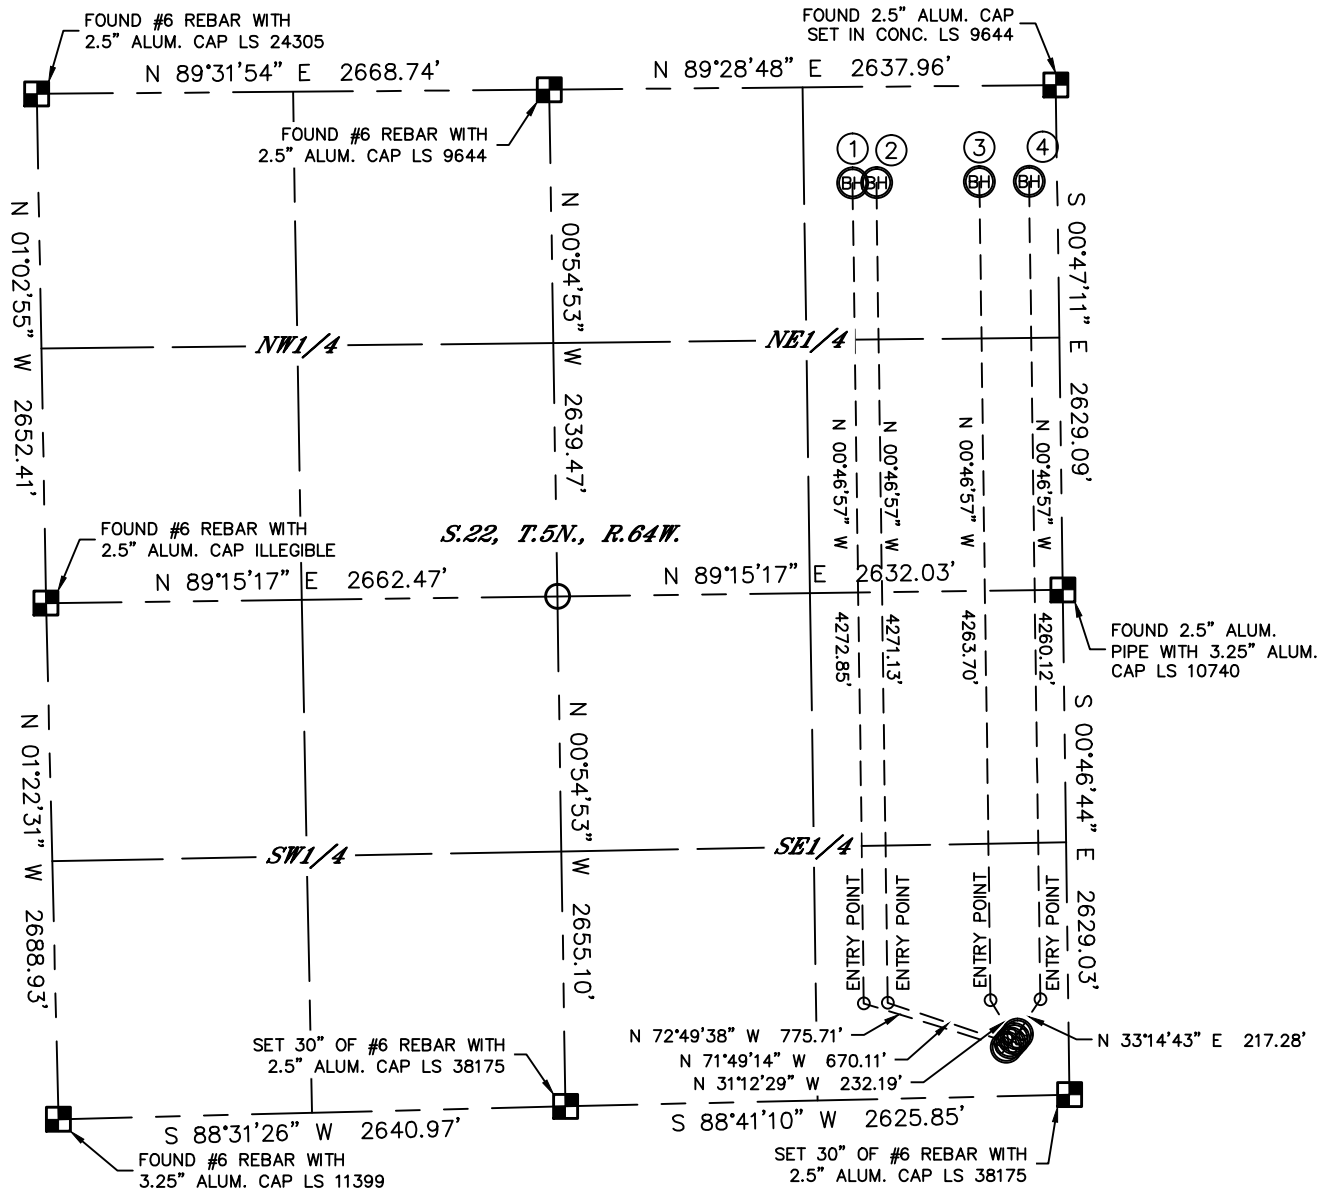 FOUND #6 REBAR WITH
2.5" ALUM. CAP LS 24305
FOUND 2.5" ALUM. CAP
SET IN CONC. LS 9644
N 89°31'54" E 2668.74'
N 89°28'48" E 2637.96'
FOUND #6 REBAR WITH
2.5" ALUM. CAP LS 9644
1
2
3
4
BH
BH
BH
BH
N 01°02'55" W 2652.41'
N 00°54'53" W 2639.47'
S 00°47'11" E 2629.09'
NW1/4
NE1/4
N 00°46'57" W 4272.85'
N 00°46'57" W 4271.13'
N 00°46'57" W 4263.70'
N 00°46'57" W 4260.12'
FOUND #6 REBAR WITH
2.5" ALUM. CAP ILLEGIBLE
S.22, T.5N., R.64W.
N 89°15'17" E 2662.47'
N 89°15'17" E 2632.03'
FOUND 2.5" ALUM.
PIPE WITH 3.25" ALUM.
CAP LS 10740
N 01°22'31" W 2688.93'
N 00°54'53" W 2655.10'
S 00°46'44" E 2629.03'
SW1/4
SE1/4
ENTRY POINT
ENTRY POINT
ENTRY POINT
ENTRY POINT
N 72°49'38" W 775.71'
N 71°49'14" W 670.11'
N 31°12'29" W 232.19'
N 33°14'43" E 217.28'
SET 30" OF #6 REBAR WITH
2.5" ALUM. CAP LS 38175
S 88°31'26" W 2640.97'
S 88°41'10" W 2625.85'
FOUND #6 REBAR WITH
3.25" ALUM. CAP LS 11399
SET 30" OF #6 REBAR WITH
2.5" ALUM. CAP LS 38175